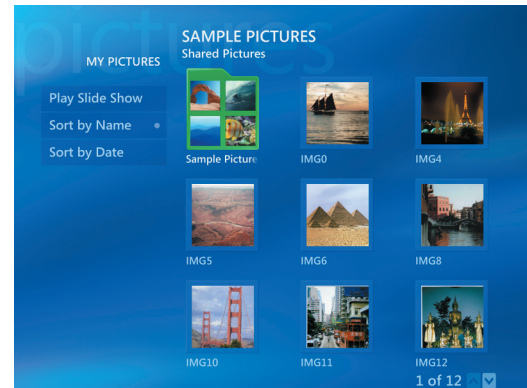 pictures
MY PICTURES
SAMPLE PICTURES
Shared Pictures
Play Slide Show
Sort by Name
Sort by Date
Sample Picture
IMG0
IMG4
IMG5
IMG6
IMG8
IMG10
IMG11
IMG12
1 of 12